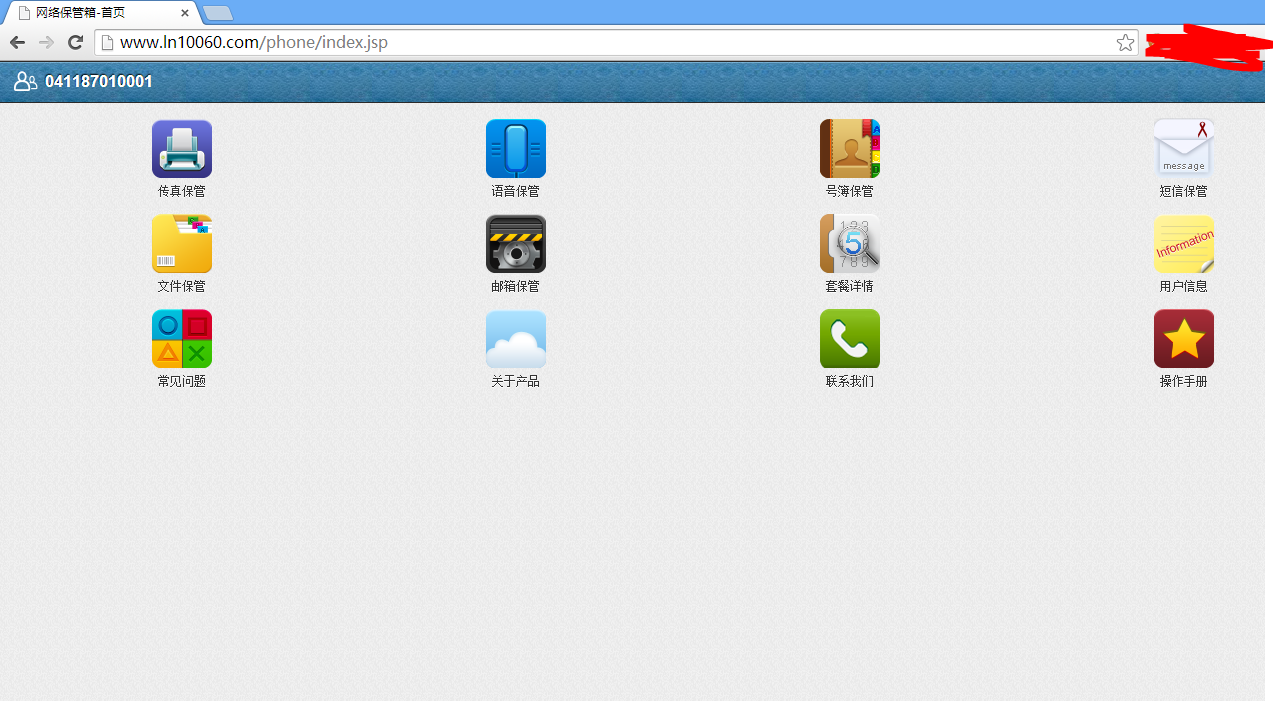 网络保管箱-首页
www.ln10060.com/phone/index.jsp
041187010001
传真保管
语音保管
号簿保管
message
短信保管
文件保管
邮箱保管
123
5
789
套餐详情
Information
用户信息
常见问题
关于产品
联系我们
操作手册